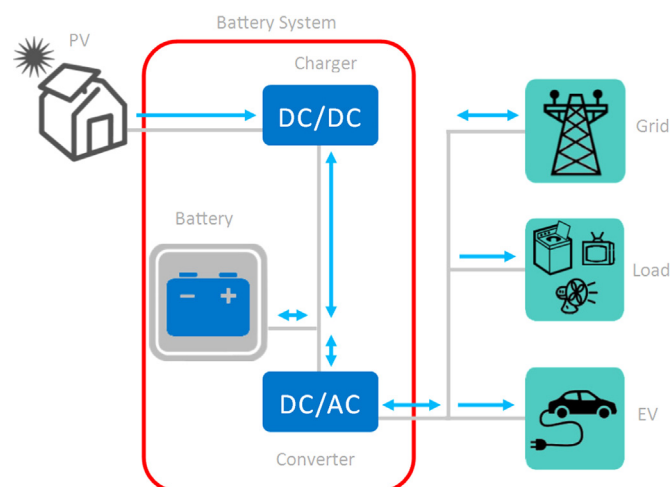 Battery System
PV
Charger
DC/DC
Grid
Battery
Load
DC/AC
EV
Converter